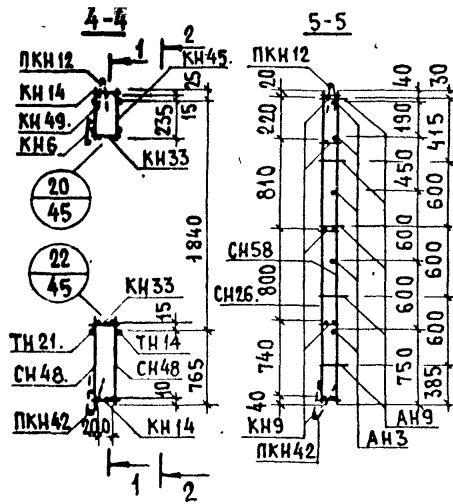 4-4
5-5
1
2
ПКН12
КН45.
КН14
КН49.
КН6
25
15
235
КН33
20
45
1840
22
45
КН33
15
ТН21.
ТН14
СН48.
СН48
10
765
ПКН42
200
КН14
1
2
ПКН12
20
40
30
220
190
415
810
450
600
СН58
600
600
800
СН26.
600
600
740
750
385
40
КН9
АН9
АН3
ПКН42